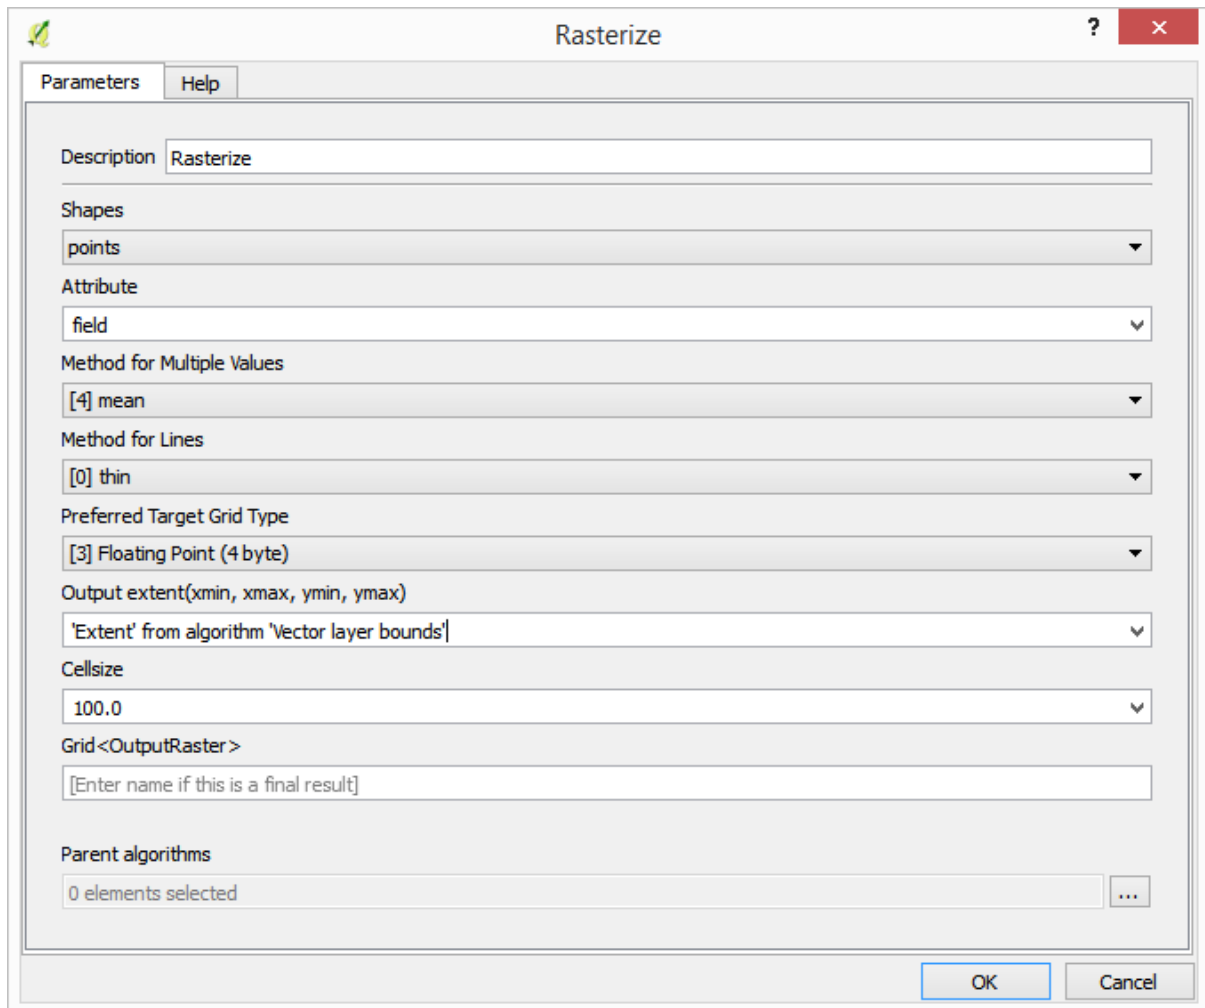 Rasterize
?
Parameters
Help
Description
Rasterize
Shapes
points
Attribute
field
Method for Multiple Values
[4] mean
Method for Lines
[0] thin
Preferred Target Grid Type
[3] Floating Point (4 byte)
Output extent(xmin, xmax, ymin, ymax)
'Extent' from algorithm 'Vector layer bounds'
Cellsize
100.0
Grid<OutputRaster>
[Enter name if this is a final result]
Parent algorithms
0 elements selected
...
OK
Cancel